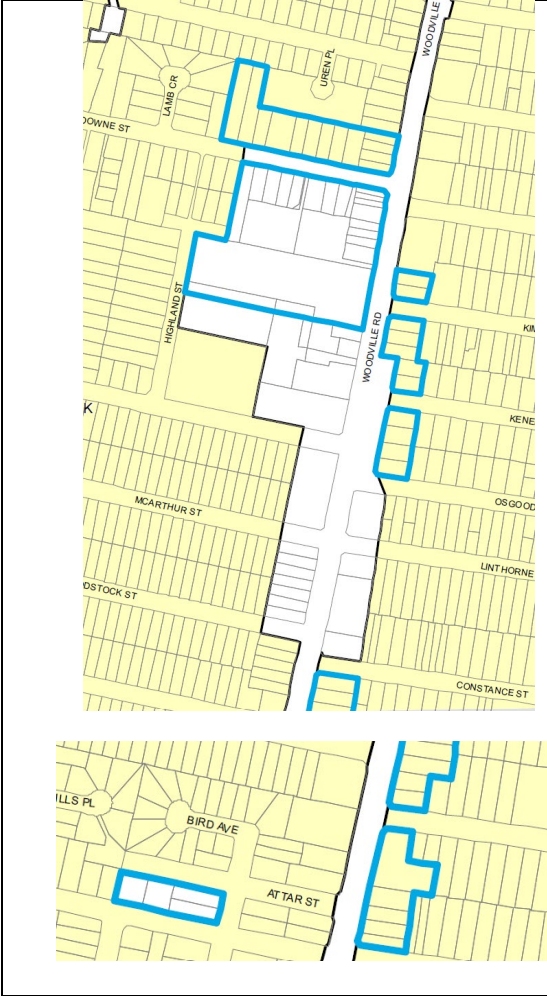 WOODVILLE
UREN PL
LAMB CR
DOWNE ST
HIGHLAND ST
WOODVILLE RD
KIM
K
KENE
OSGOOD
MCARTHUR ST
LINTHORNE
DSTOCK ST
CONSTANCE ST
ILLS PL
BIRD AVE
ATTAR ST